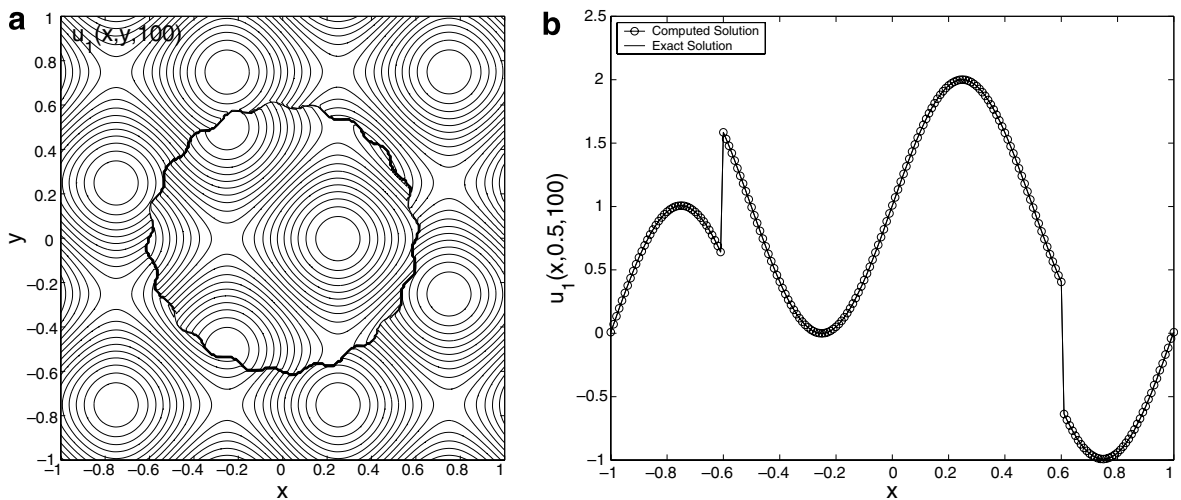 a
u1(x,y,100)
1
0.8
0.6
0.4
0.2
0
−0.2
−0.4
−0.6
−0.8
−1
y
−1 −0.8 −0.6 −0.4 −0.2 0 0.2 0.4 0.6 0.8 1
x
b
Computed Solution
Exact Solution
2.5
2
1.5
1
0.5
0
−0.5
−1
u1(x,0.5,100)
−1 −0.8 −0.6 −0.4 −0.2 0 0.2 0.4 0.6 0.8 1
x